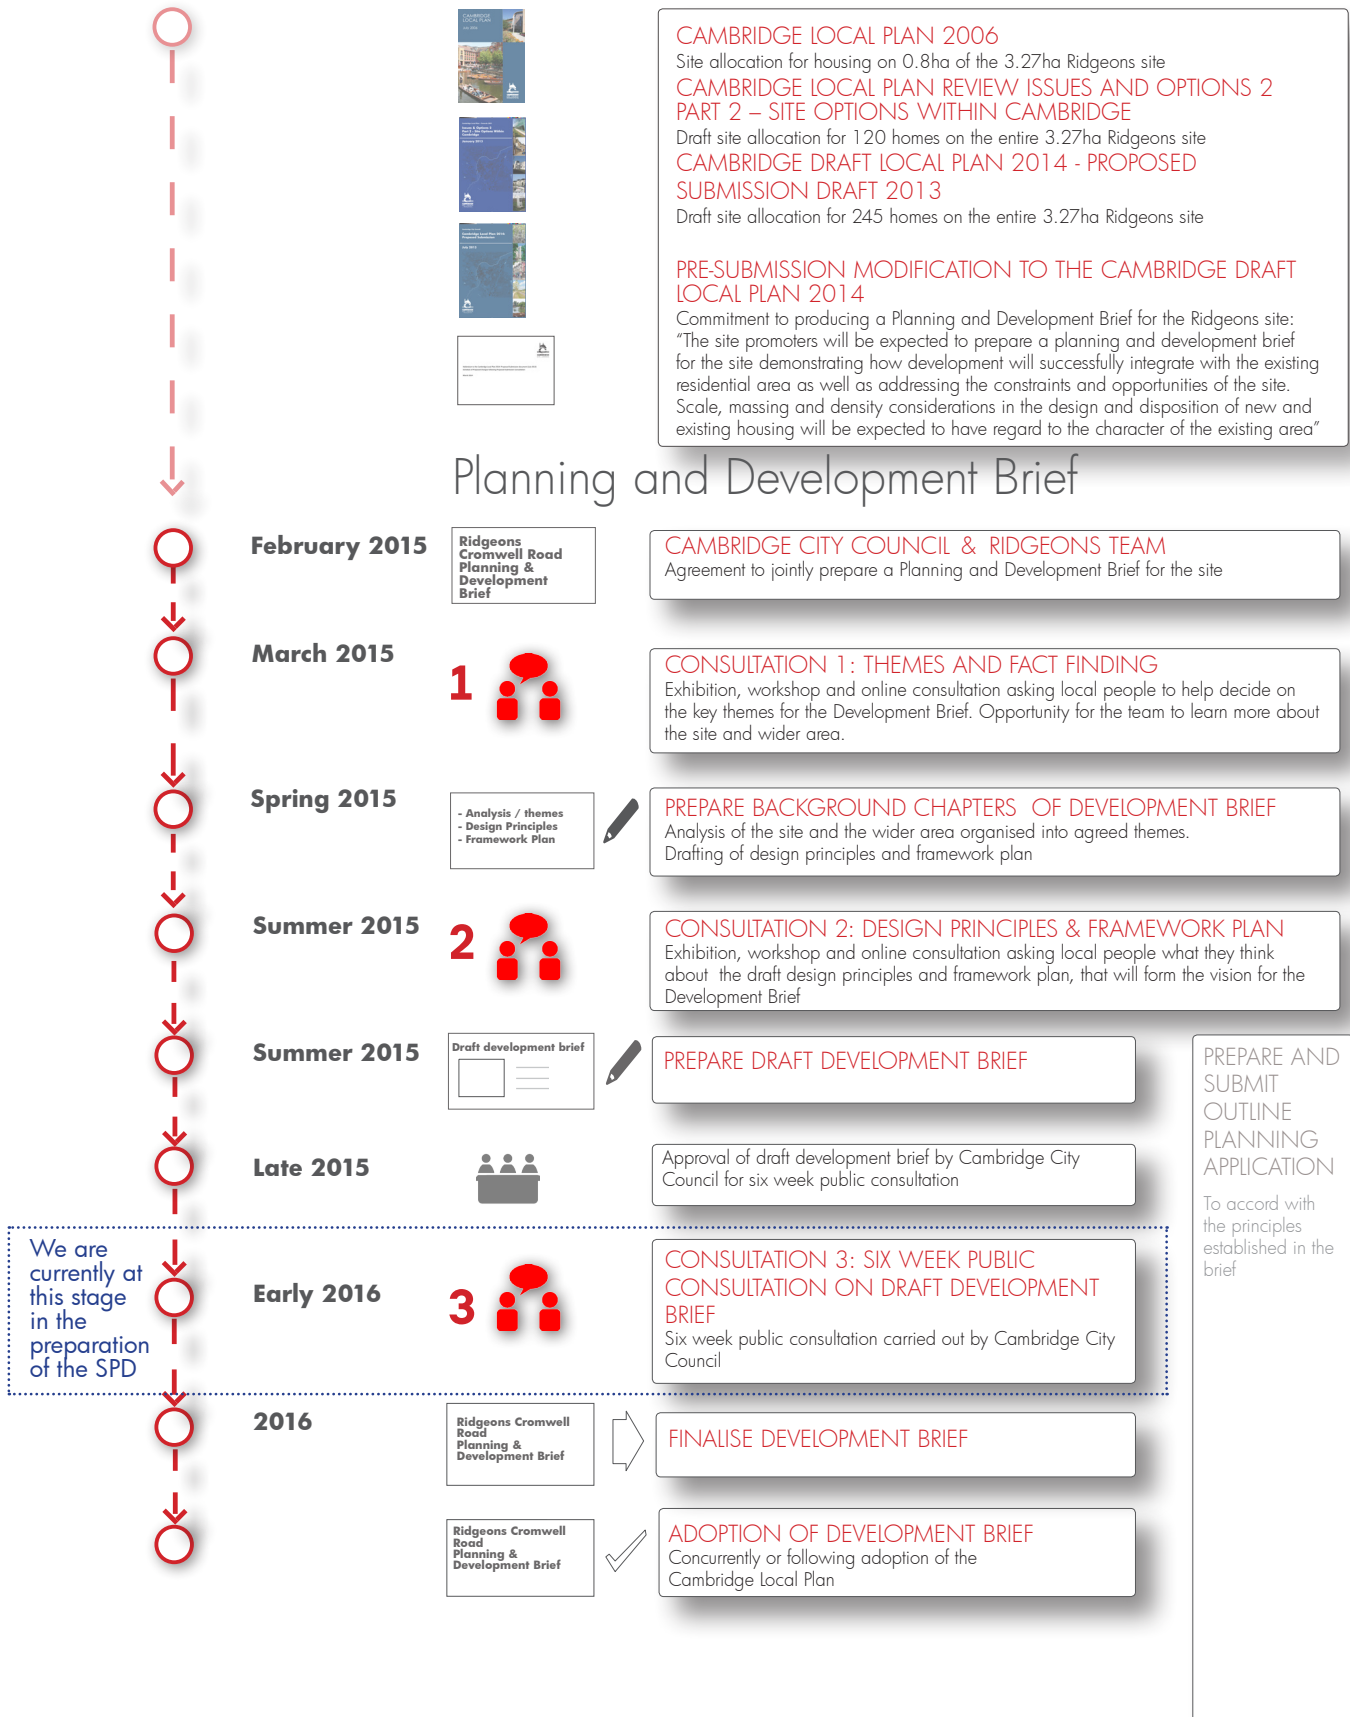 CAMBRIDGE
LOCAL PLAN
CAMBRIDGE LOCAL PLAN 2006
Site allocation for housing on 0.8ha of the 3.27ha Ridgeons site
CAMBRIDGE LOCAL PLAN REVIEW ISSUES AND OPTIONS 2
PART 2 – SITE OPTIONS WITHIN CAMBRIDGE
Draft site allocation for 120 homes on the entire 3.27ha Ridgeons site
CAMBRIDGE DRAFT LOCAL PLAN 2014 - PROPOSED
SUBMISSION DRAFT 2013
Draft site allocation for 245 homes on the entire 3.27ha Ridgeons site
PRE-SUBMISSION MODIFICATION TO THE CAMBRIDGE DRAFT
LOCAL PLAN 2014
Commitment to producing a Planning and Development Brief for the Ridgeons site:
“The site promoters will be expected to prepare a planning and development brief
for the site demonstrating how development will successfully integrate with the existing
residential area as well as addressing the constraints and opportunities of the site.
Scale, massing and density considerations in the design and disposition of new and
existing housing will be expected to have regard to the character of the existing area”
Planning and Development Brief
February 2015
Ridgeons
Cromwell Road
Planning &
Development
Brief
CAMBRIDGE CITY COUNCIL & RIDGEONS TEAM
Agreement to jointly prepare a Planning and Development Brief for the site
March 2015
1
CONSULTATION 1: THEMES AND FACT FINDING
Exhibition, workshop and online consultation asking local people to help decide on
the key themes for the Development Brief. Opportunity for the team to learn more about
the site and wider area.
Spring 2015
- Analysis / themes
- Design Principles
- Framework Plan
PREPARE BACKGROUND CHAPTERS OF DEVELOPMENT BRIEF
Analysis of the site and the wider area organised into agreed themes.
Drafting of design principles and framework plan
Summer 2015
2
CONSULTATION 2: DESIGN PRINCIPLES & FRAMEWORK PLAN
Exhibition, workshop and online consultation asking local people what they think
about the draft design principles and framework plan, that will form the vision for the
Development Brief
Summer 2015
Draft development brief
PREPARE DRAFT DEVELOPMENT BRIEF
PREPARE AND
SUBMIT
OUTLINE
PLANNING
APPLICATION
To accord with
the principles
established in the
brief
Late 2015
Approval of draft development brief by Cambridge City
Council for six week public consultation
We are
currently at
this stage
in the
preparation
of the SPD
Early 2016
3
CONSULTATION 3: SIX WEEK PUBLIC
CONSULTATION ON DRAFT DEVELOPMENT
BRIEF
Six week public consultation carried out by Cambridge City
Council
2016
Ridgeons Cromwell
Road
Planning &
Development Brief
FINALISE DEVELOPMENT BRIEF
Ridgeons Cromwell
Road
Planning &
Development Brief
ADOPTION OF DEVELOPMENT BRIEF
Concurrently or following adoption of the
Cambridge Local Plan